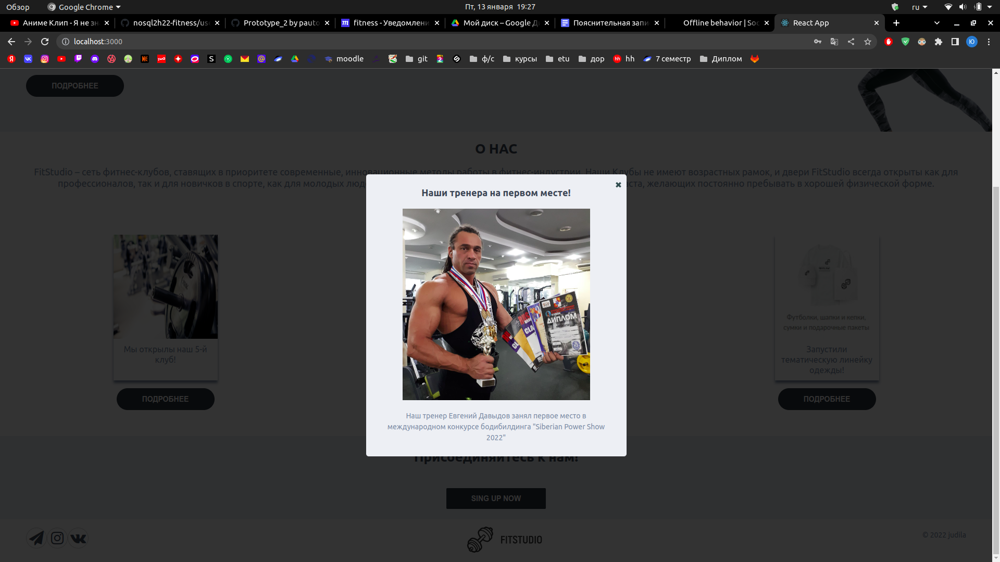 Обзор
Google Chrome
Пт, 13 января 19:27
ru
Аниме Клип - Я не зн
nosql2h22-fitness/use
Prototype_2 by pauto
fitness - Уведомлени
Мой диск – Google Д
Пояснительная запи
Offline behavior | Soc
React App
localhost:3000
Ю
moodle
git
ф/с
курсы
etu
дор
hh
hh
7 семестр
Диплом
ПОДРОБНЕЕ
О НАС
FitStudio – сеть фитнес-клубов, ставящих в приоритете современные, инновационные методы работы в фитнес-индустрии. Наши Клубы не имеют возрастных рамок, и двери FitStudio всегда открыты как для
профессионалов, так и для новичков в спорте, как для молодых люд
ста, желающих постоянно пребывать в хорошей физической форме.
Наши тренера на первом месте!
ДИПЛОМ
Наш тренер Евгений Давыдов занял первое место в
международном конкурсе бодибилдинга "Siberian Power Show
2022"
Мы открылы наш 5-й
клуб!
ПОДРОБНЕЕ
Футболки, шапки и кепки,
сумки и подарочные пакеты
Запустили
тематическую линейку
одежды!
ПОДРОБНЕЕ
Присоединяйтесь к нам!
SING UP NOW
FITSTUDIO
© 2022 judila